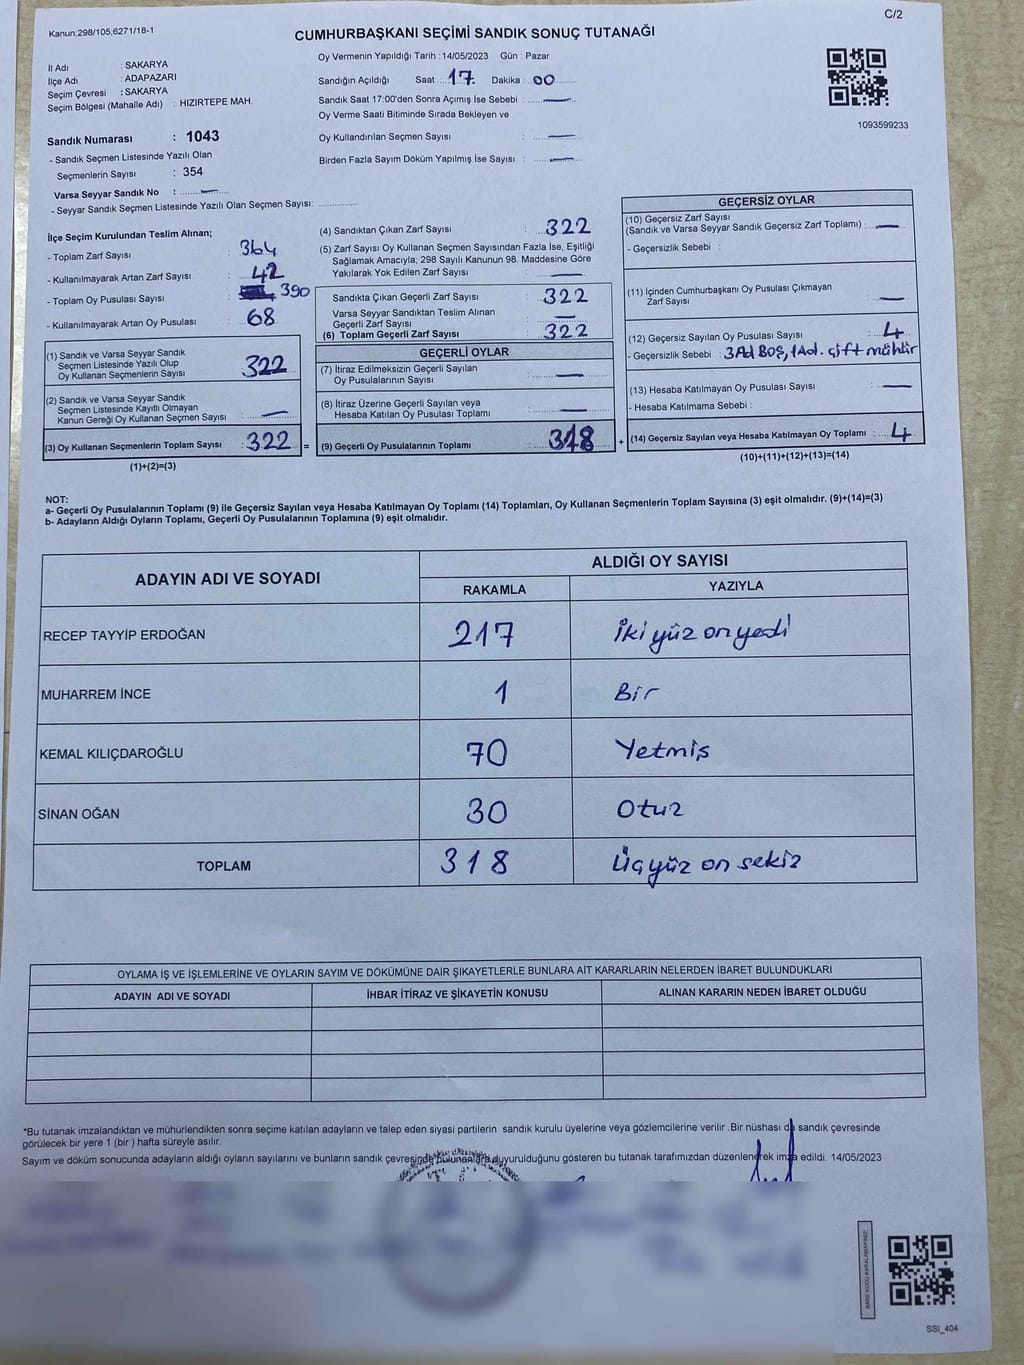 C/2
Kanun;298/105,6271/18-1
CUMHURBAŞKANI SEÇİMİ SANDIK SONUÇ TUTANAĞI
İl Adı : SAKARYA
İlçe Adı : ADAPAZARI
Seçim Çevresi : SAKARYA
Seçim Bölgesi (Mahalle Adı) : HIZIRTEPE MAH.
Sandık Numarası : 1043
- Sandık Seçmen Listesinde Yazılı Olan
Seçmenlerin Sayısı : 354
Varsa Seyyar Sandık No :
- Seyyar Sandık Seçmen Listesinde Yazılı Olan Seçmen Sayısı:
Oy Vermenin Yapıldığı Tarih : 14/05/2023 Gün : Pazar
Sandığın Açıldığı Saat 17 Dakika 00
Sandık Saat 17:00'den Sonra Açımış İse Sebebi : —
Oy Verme Saati Bitiminde Sırada Bekleyen ve
Oy Kullandırılan Seçmen Sayısı : —
Birden Fazla Sayım Döküm Yapılmış İse Sayısı : —
1093599233
İlçe Seçim Kurulundan Teslim Alınan;
- Toplam Zarf Sayısı : 364
- Kullanılmayarak Artan Zarf Sayısı : 42
- Toplam Oy Pusulası Sayısı : 390
- Kullanılmayarak Artan Oy Pusulası : 68
(1) Sandık ve Varsa Seyyar Sandık
Seçmen Listesinde Yazılı Olup
Oy Kullanan Seçmenlerin Sayısı : 322
(2) Sandık ve Varsa Seyyar Sandık
Seçmen Listesinde Kayıtlı Olmayan
Kanun Gereği Oy Kullanan Seçmen Sayısı : —
(3) Oy Kullanan Seçmenlerin Toplam Sayısı : 322 =
(1)+(2)=(3)
(4) Sandıktan Çıkan Zarf Sayısı : 322
(5) Zarf Sayısı Oy Kullanan Seçmen Sayısından Fazla İse, Eşitliği
Sağlamak Amacıyla; 298 Sayılı Kanunun 98. Maddesine Göre
Yakılarak Yok Edilen Zarf Sayısı : —
Sandıkta Çıkan Geçerli Zarf Sayısı : 322
Varsa Seyyar Sandıktan Teslim Alınan
Geçerli Zarf Sayısı : —
(6) Toplam Geçerli Zarf Sayısı : 322
GEÇERLİ OYLAR
(7) İtiraz Edilmeksizin Geçerli Sayılan
Oy Pusulalarının Sayısı : —
(8) İtiraz Üzerine Geçerli Sayılan veya
Hesaba Katılan Oy Pusulası Toplamı : —
(9) Geçerli Oy Pusulalarının Toplamı : 318 +
GEÇERSİZ OYLAR
(10) Geçersiz Zarf Sayısı
(Sandık ve Varsa Seyyar Sandık Geçersiz Zarf Toplamı) : —
- Geçersizlik Sebebi :
(11) İçinden Cumhurbaşkanı Oy Pusulası Çıkmayan
Zarf Sayısı : —
(12) Geçersiz Sayılan Oy Pusulası Sayısı : 4
- Geçersizlik Sebebi : 3Ad Boş, 1Ad. çift mühür
(13) Hesaba Katılmayan Oy Pusulası Sayısı : —
- Hesaba Katılmama Sebebi :
(14) Geçersiz Sayılan veya Hesaba Katılmayan Oy Toplamı : 4
(10)+(11)+(12)+(13)=(14)
NOT:
a- Geçerli Oy Pusulalarının Toplamı (9) ile Geçersiz Sayılan veya Hesaba Katılmayan Oy Toplamı (14) Toplamları, Oy Kullanan Seçmenlerin Toplam Sayısına (3) eşit olmalıdır. (9)+(14)=(3)
b- Adayların Aldığı Oyların Toplamı, Geçerli Oy Pusulalarının Toplamına (9) eşit olmalıdır.
ADAYIN ADI VE SOYADI ALDIĞI OY SAYISI
RAKAMLA YAZIYLA
RECEP TAYYİP ERDOĞAN 217 İki yüz on yedi
MUHARREM İNCE 1 Bir
KEMAL KILIÇDAROĞLU 70 Yetmiş
SİNAN OĞAN 30 Otuz
TOPLAM 318 Üçyüz on sekiz
OYLAMA İŞ VE İŞLEMLERİNE VE OYLARIN SAYIM VE DÖKÜMÜNE DAİR ŞİKAYETLERLE BUNLARA AİT KARARLARIN NELERDEN İBARET BULUNDUKLARI
ADAYIN ADI VE SOYADI İHBAR İTİRAZ VE ŞİKAYETİN KONUSU ALINAN KARARIN NEDEN İBARET OLDUĞU
*Bu tutanak imzalandıktan ve mühürlendikten sonra seçime katılan adayların ve talep eden siyasi partilerin sandık kurulu üyelerine veya gözlemcilerine verilir .Bir nüshası da sandık çevresinde
görülecek bir yere 1 (bir ) hafta süreyle asılır.
Sayım ve döküm sonucunda adayların aldığı oyların sayılarını ve bunların sandık çevresinde bulunanlara duyurulduğunu gösteren bu tutanak tarafımızdan düzenlenerek imza edildi. 14/05/2023
SSI_404